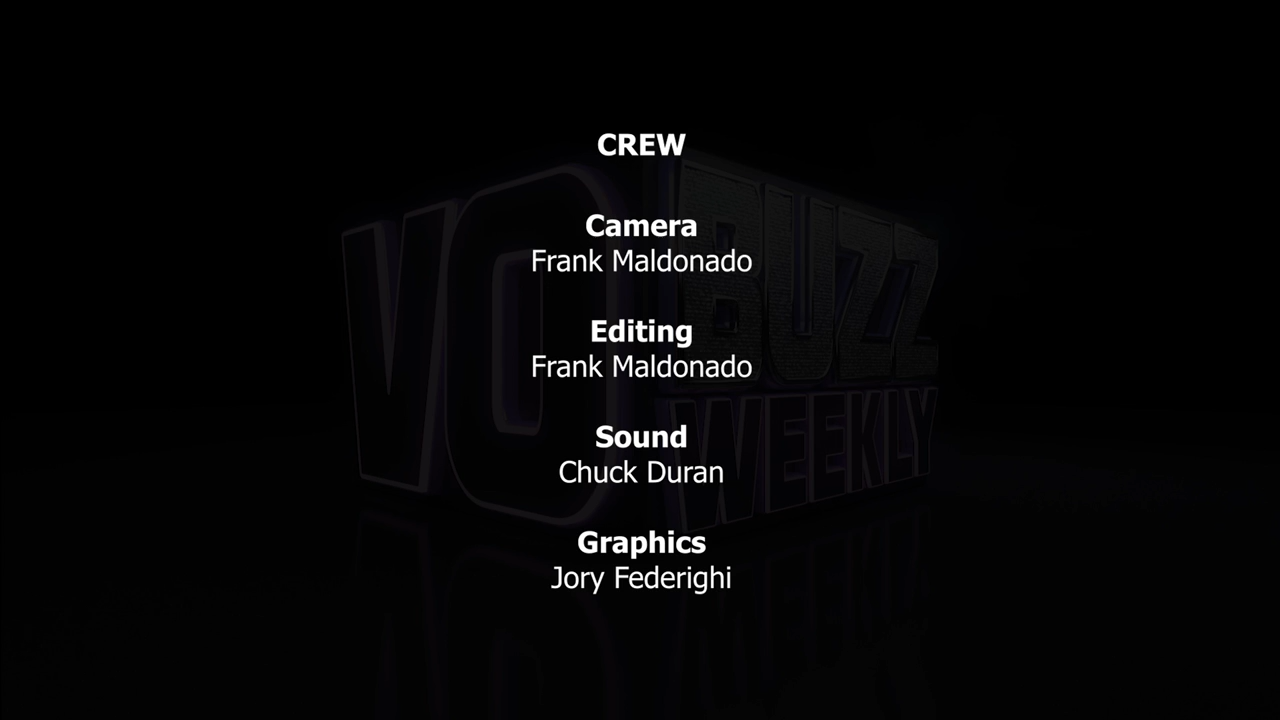 CREW
Camera
Frank Maldonado
Editing
Frank Maldonado
Sound
Chuck Duran
Graphics
Jory Federighi
VO BUZZ
WEEKLY